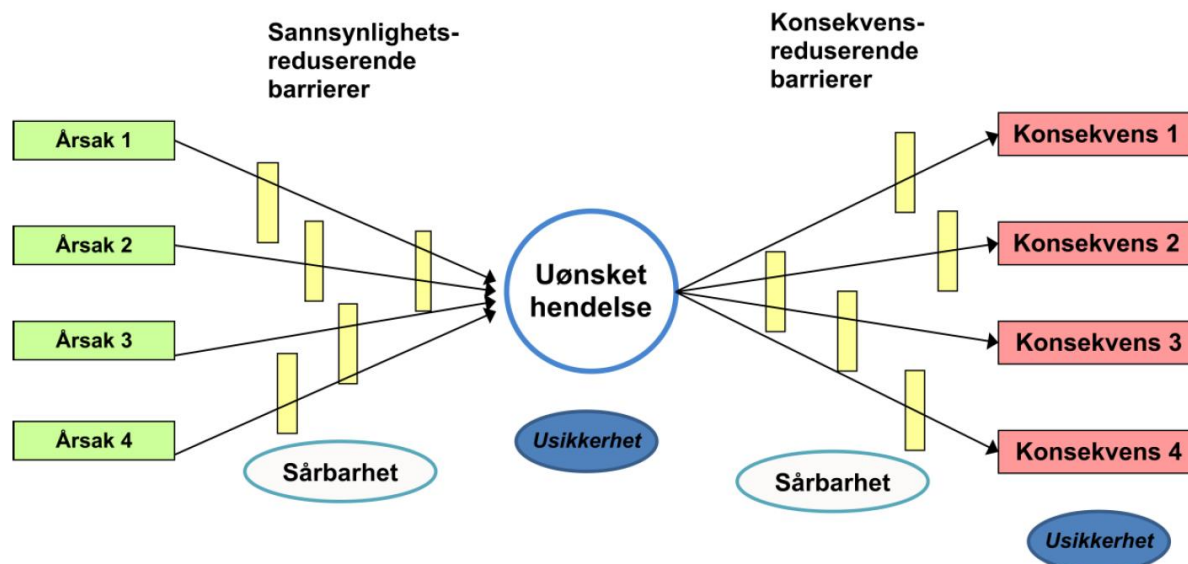 Sannsynlighets-
reduserende
barrierer
Konsekvens-
reduserende
barrierer
Årsak 1
Årsak 2
Årsak 3
Årsak 4
Uønsket
hendelse
Konsekvens 1
Konsekvens 2
Konsekvens 3
Konsekvens 4
Sårbarhet
Usikkerhet
Sårbarhet
Usikkerhet